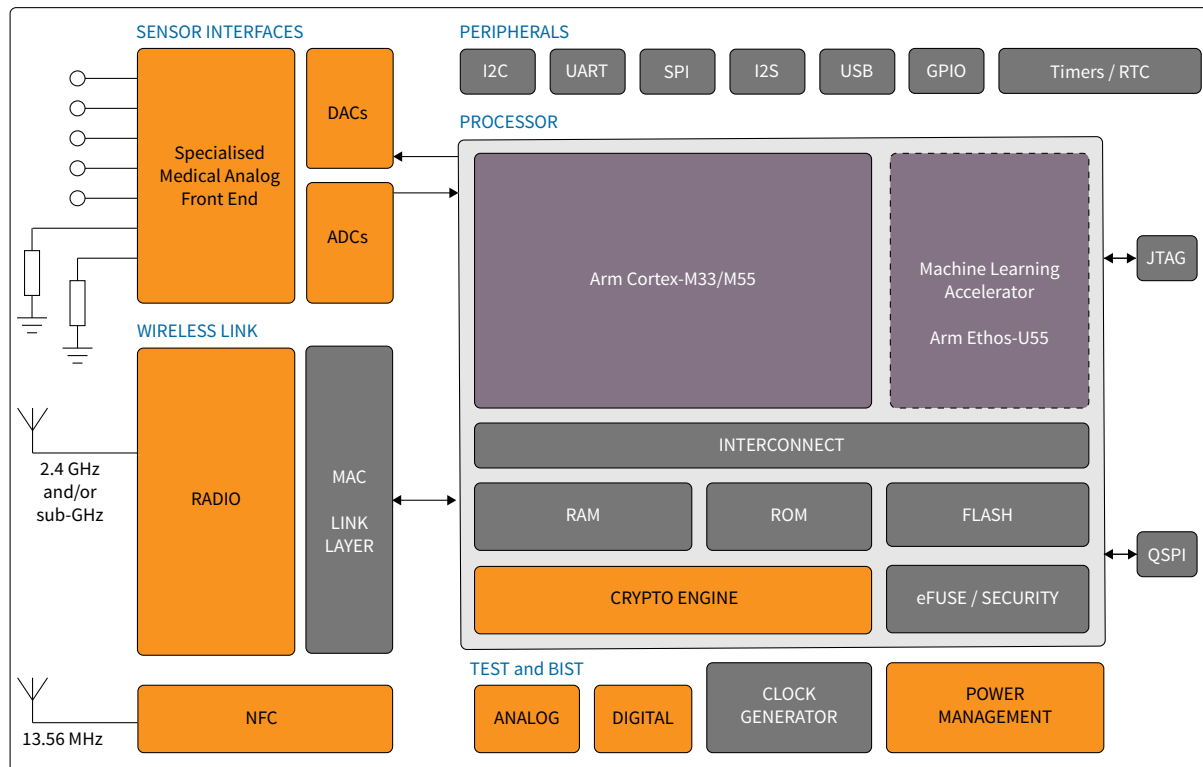 SENSOR INTERFACES
Specialised
Medical Analog
Front End
DACs
ADCs
WIRELESS LINK
RADIO
MAC
LINK
LAYER
2.4 GHz
and/or
sub-GHz
NFC
13.56 MHz
PERIPHERALS
I2C
UART
SPI
I2S
USB
GPIO
Timers / RTC
PROCESSOR
Arm Cortex-M33/M55
Machine Learning
Accelerator
Arm Ethos-U55
INTERCONNECT
RAM
ROM
FLASH
CRYPTO ENGINE
eFUSE / SECURITY
JTAG
QSPI
TEST and BIST
ANALOG
DIGITAL
CLOCK
GENERATOR
POWER
MANAGEMENT